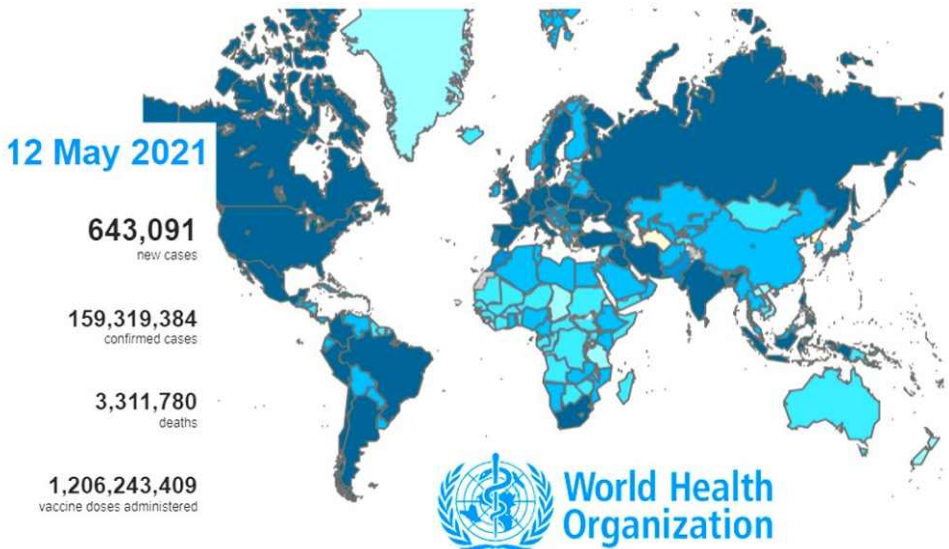 12 May 2021
643,091
new cases
159,319,384
confirmed cases
3,311,780
deaths
1,206,243,409
vaccine doses administered
World Health
Organization